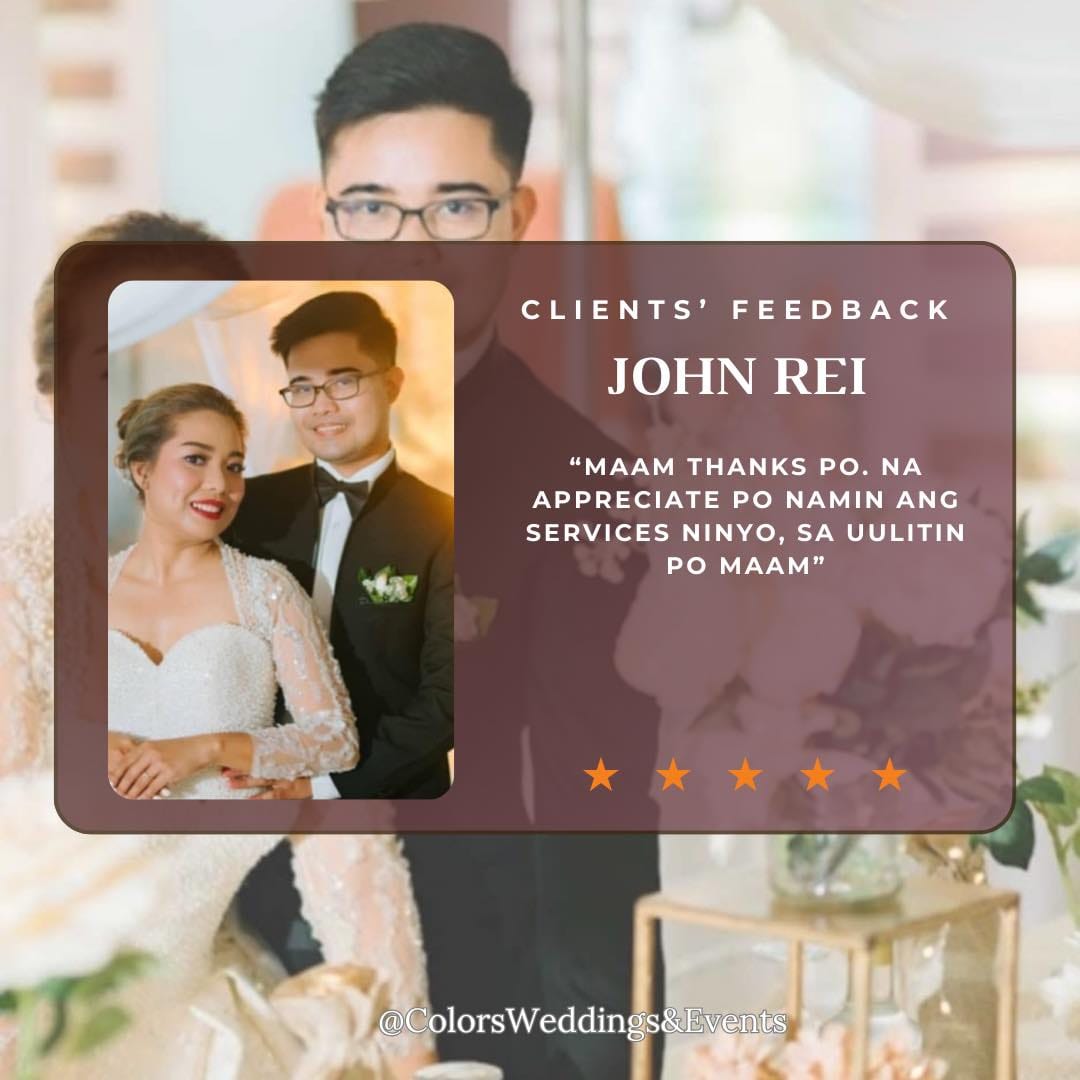 CLIENTS’ FEEDBACK
JOHN REI
“MAAM THANKS PO. NA
APPRECIATE PO NAMIN ANG
SERVICES NINYO, SA UULITIN
PO MAAM”
@ColorsWeddings&Events